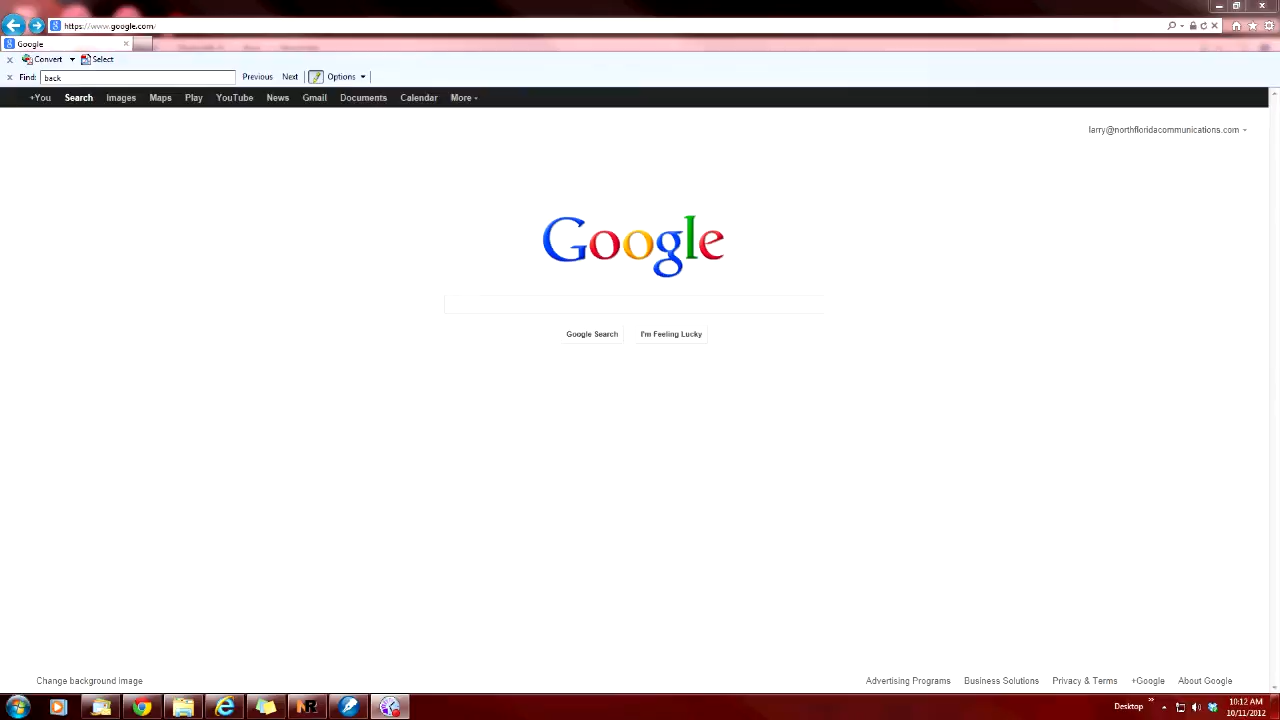 https://www.google.com/
Google
Convert Select
Find: back Previous Next Options
+You Search Images Maps Play YouTube News Gmail Documents Calendar More
larry@northfloridacommunications.com
Google
Google Search I'm Feeling Lucky
Change background image Advertising Programs Business Solutions Privacy & Terms +Google About Google
Desktop 10:12 AM
10/11/2012